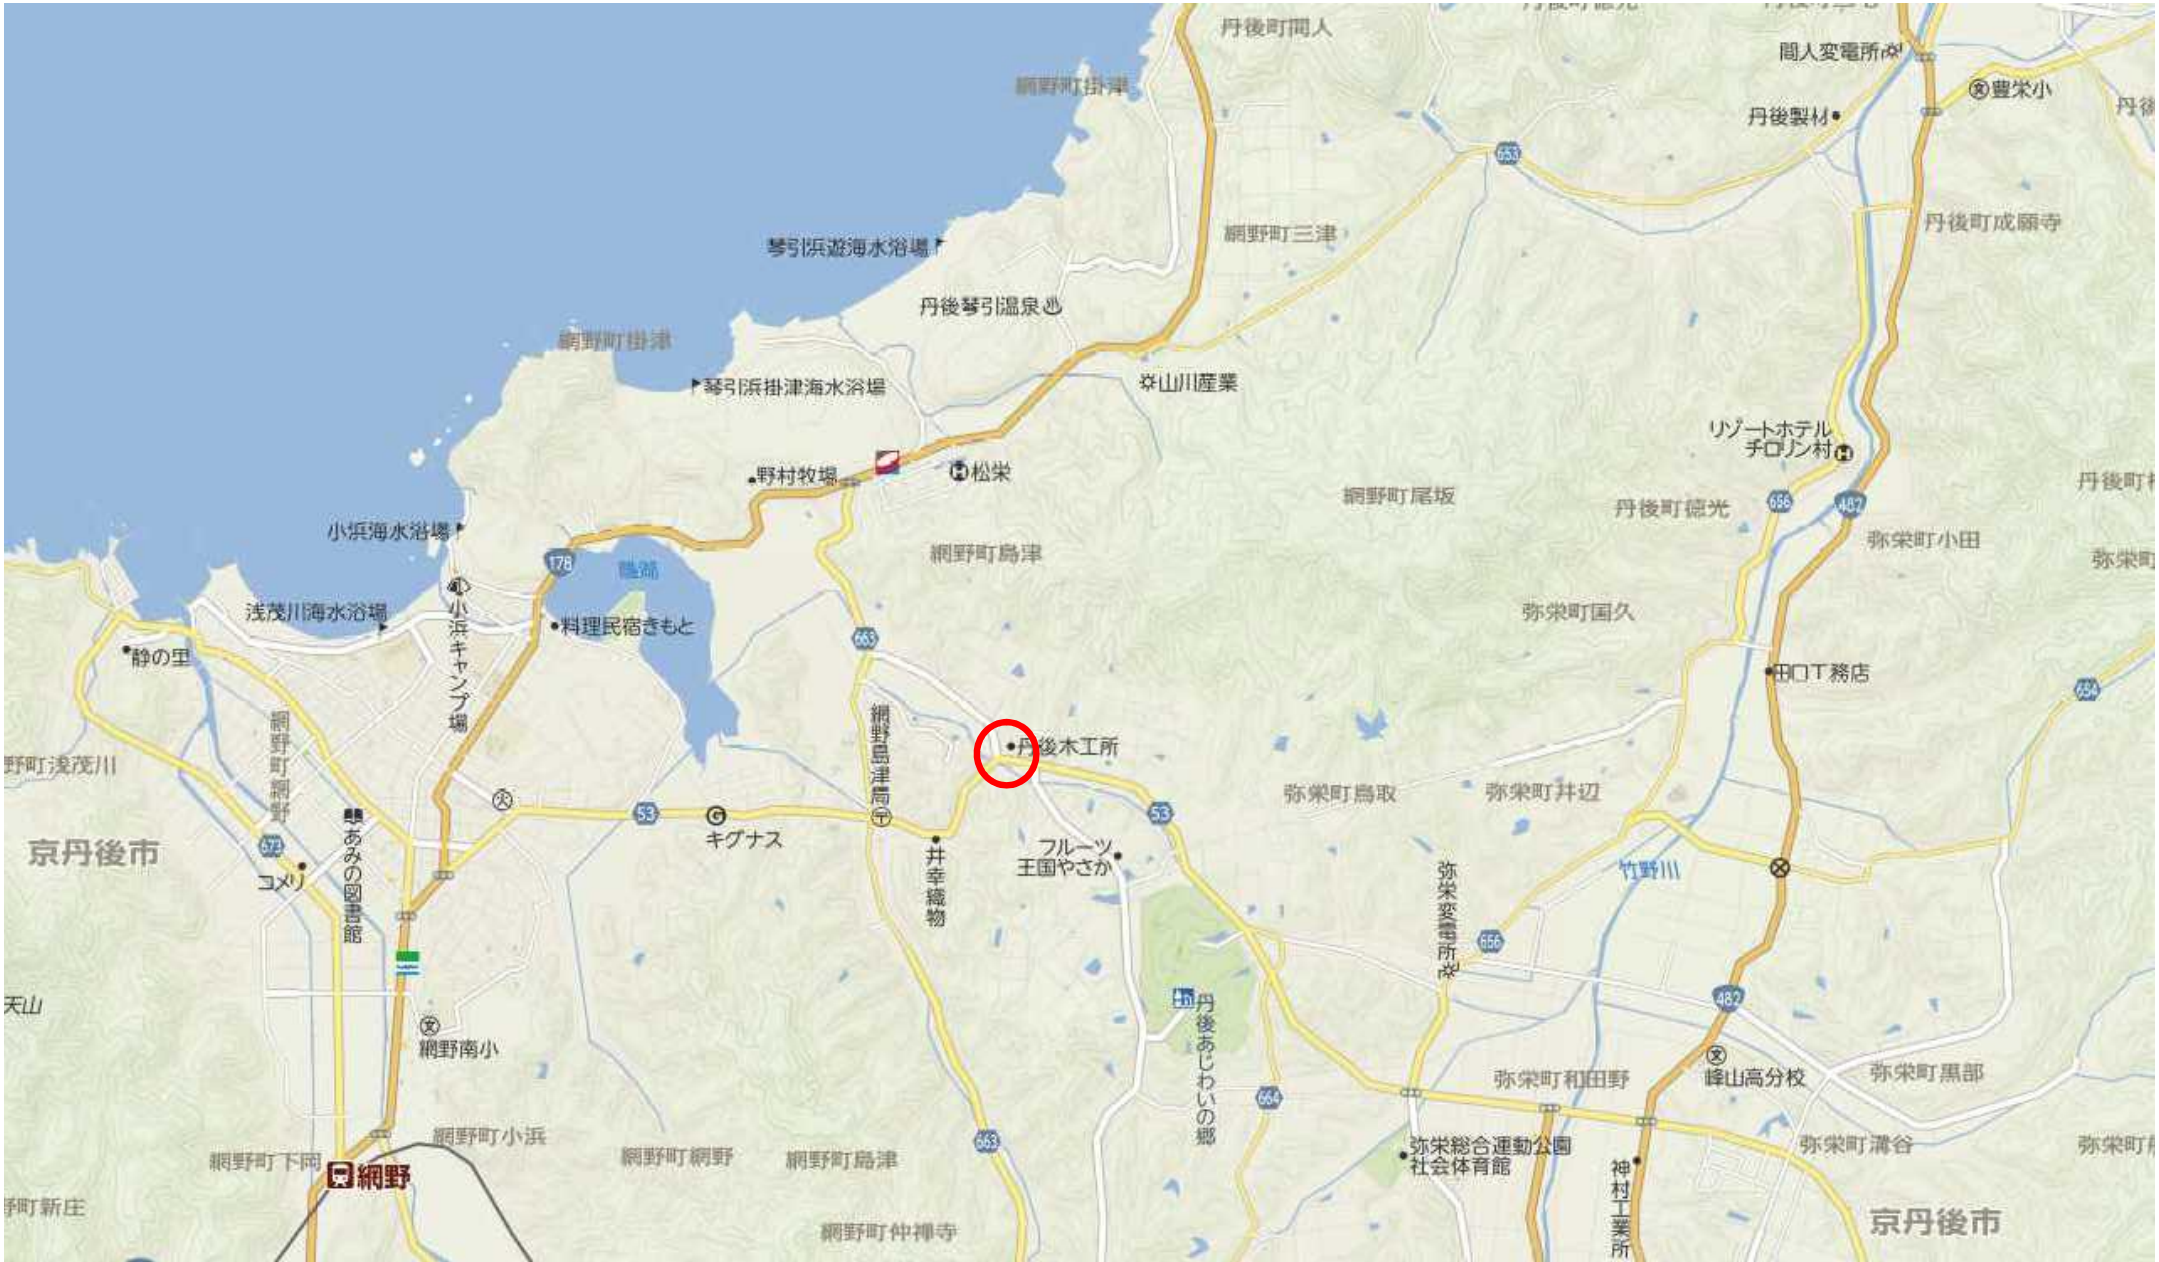 丹後町間人
間人変電所
豊栄小
網野町掛津
丹後製材
653
網野町三津
丹後町成願寺
琴引浜遊海水浴場
丹後琴引温泉
網野町掛津
琴引浜掛津海水浴場
山川産業
リゾートホテル
チロリン村
野村牧場
松栄
網野町尾坂
656
482
丹後町徳光
小浜海水浴場
弥栄町小田
178
離湖
網野町島津
浅茂川海水浴場
小浜キャンプ場
料理民宿きもと
弥栄町国久
663
静の里
田口丁務店
654
網野町網野
網野島津局
丹後木工所
野町浅茂川
弥栄町鳥取
弥栄町井辺
火
53
G
キグナス
53
京丹後市
673
コメリ
あみの図書館
井幸織物
フルーツ
王国やさか
弥栄変電所
竹野川
656
天山
文
網野南小
丹後あじわいの郷
482
文
峰山高分校
弥栄町和田野
弥栄町黒部
664
網野町小浜
網野町下岡
網野町網野
網野町島津
663
弥栄総合運動公園
社会体育館
弥栄町溝谷
網野
神村工業所
野町新庄
網野町仲禅寺
京丹後市